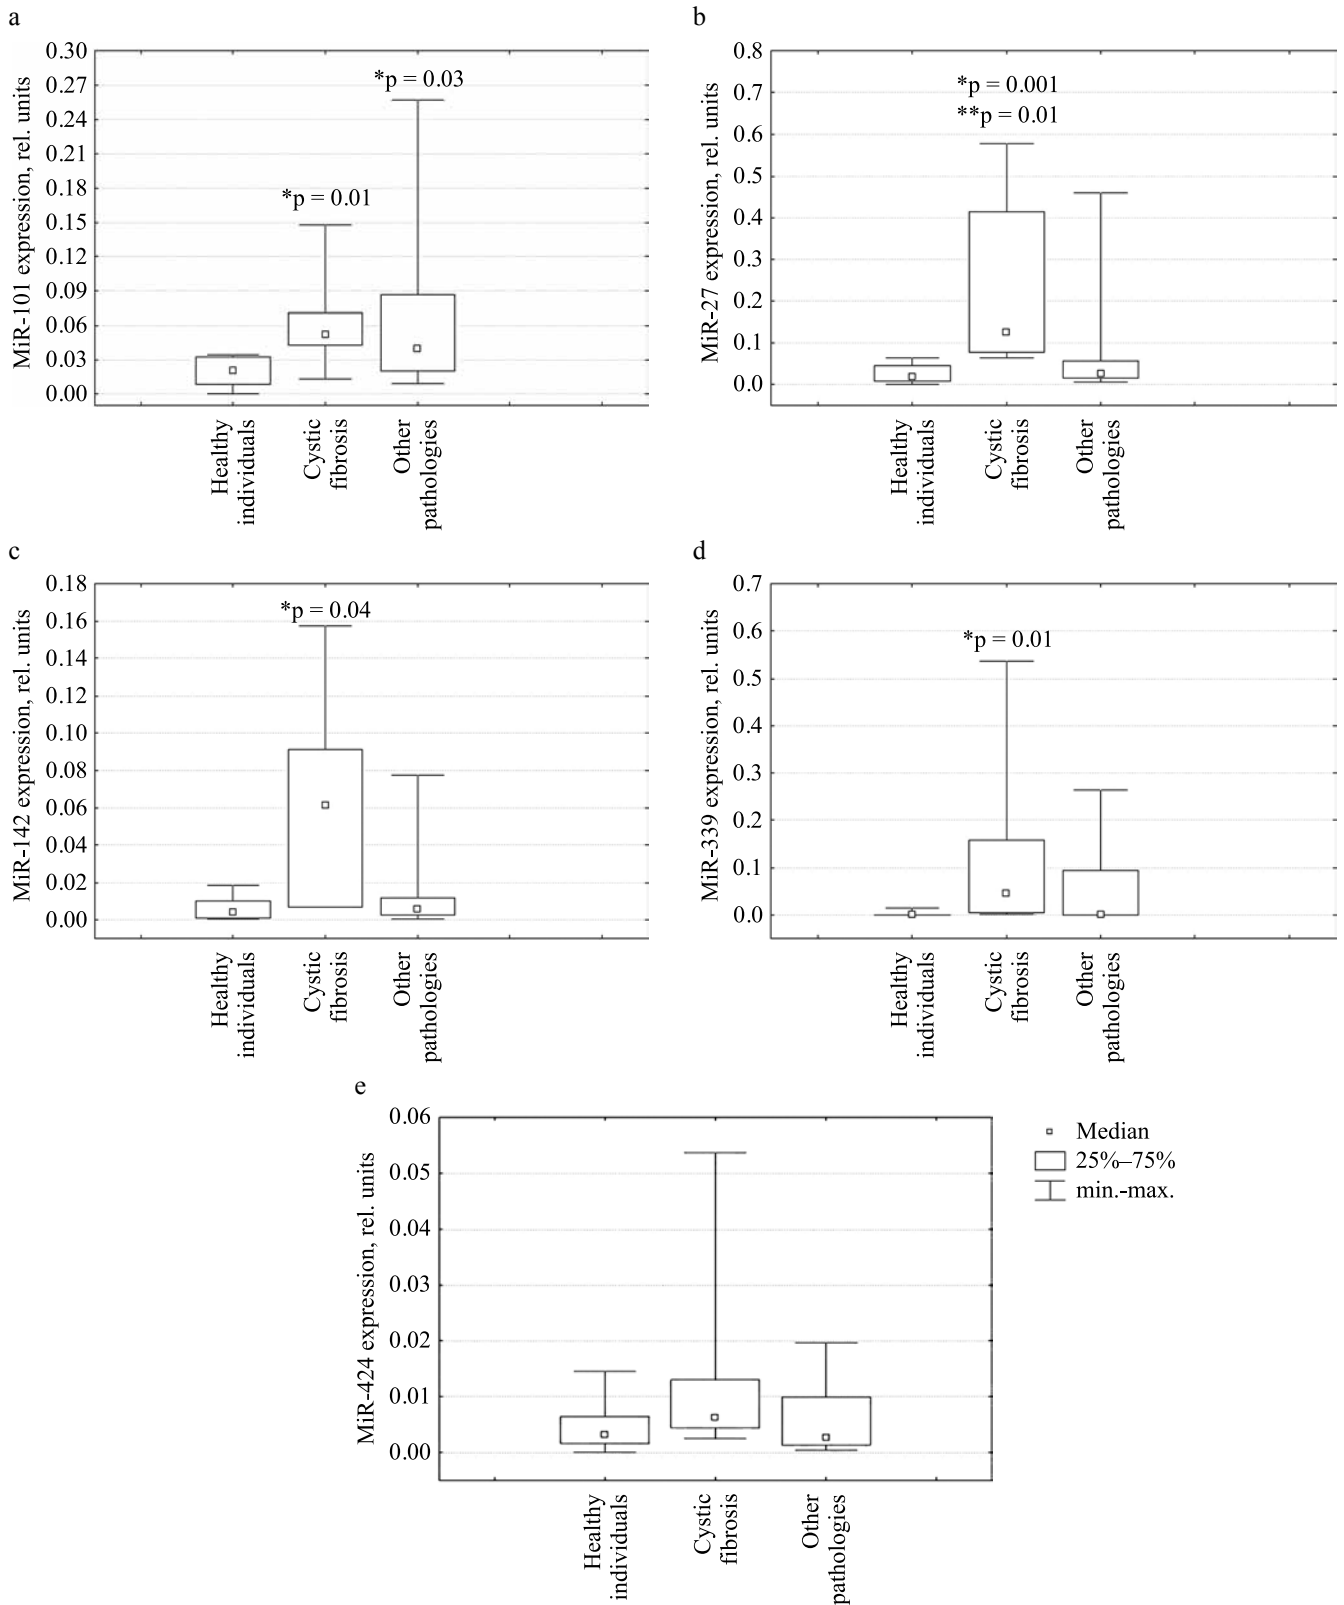 a
MiR-101 expression, rel. units
0.30
0.27
0.24
0.21
0.18
0.15
0.12
0.09
0.06
0.03
0.00
*p = 0.03
*p = 0.01
Healthy
individuals
Cystic
fibrosis
Other
pathologies
b
MiR-27 expression, rel. units
0.8
0.7
0.6
0.5
0.4
0.3
0.2
0.1
0.0
*p = 0.001
**p = 0.01
Healthy
individuals
Cystic
fibrosis
Other
pathologies
c
MiR-142 expression, rel. units
0.18
0.16
0.14
0.12
0.10
0.08
0.06
0.04
0.02
0.00
*p = 0.04
Healthy
individuals
Cystic
fibrosis
Other
pathologies
d
MiR-339 expression, rel. units
0.7
0.6
0.5
0.4
0.3
0.2
0.1
0.0
*p = 0.01
Healthy
individuals
Cystic
fibrosis
Other
pathologies
e
MiR-424 expression, rel. units
0.06
0.05
0.04
0.03
0.02
0.01
0.00
Healthy
individuals
Cystic
fibrosis
Other
pathologies
Median
25%–75%
min.-max.